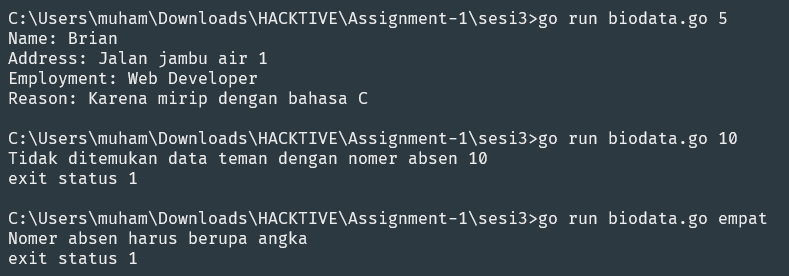 C:\Users\muham\Downloads\HACKTIVE\Assignment-1\sesi3>go run biodata.go 5
Name: Brian
Address: Jalan jambu air 1
Employment: Web Developer
Reason: Karena mirip dengan bahasa C
C:\Users\muham\Downloads\HACKTIVE\Assignment-1\sesi3>go run biodata.go 10
Tidak ditemukan data teman dengan nomer absen 10
exit status 1
C:\Users\muham\Downloads\HACKTIVE\Assignment-1\sesi3>go run biodata.go empat
Nomer absen harus berupa angka
exit status 1